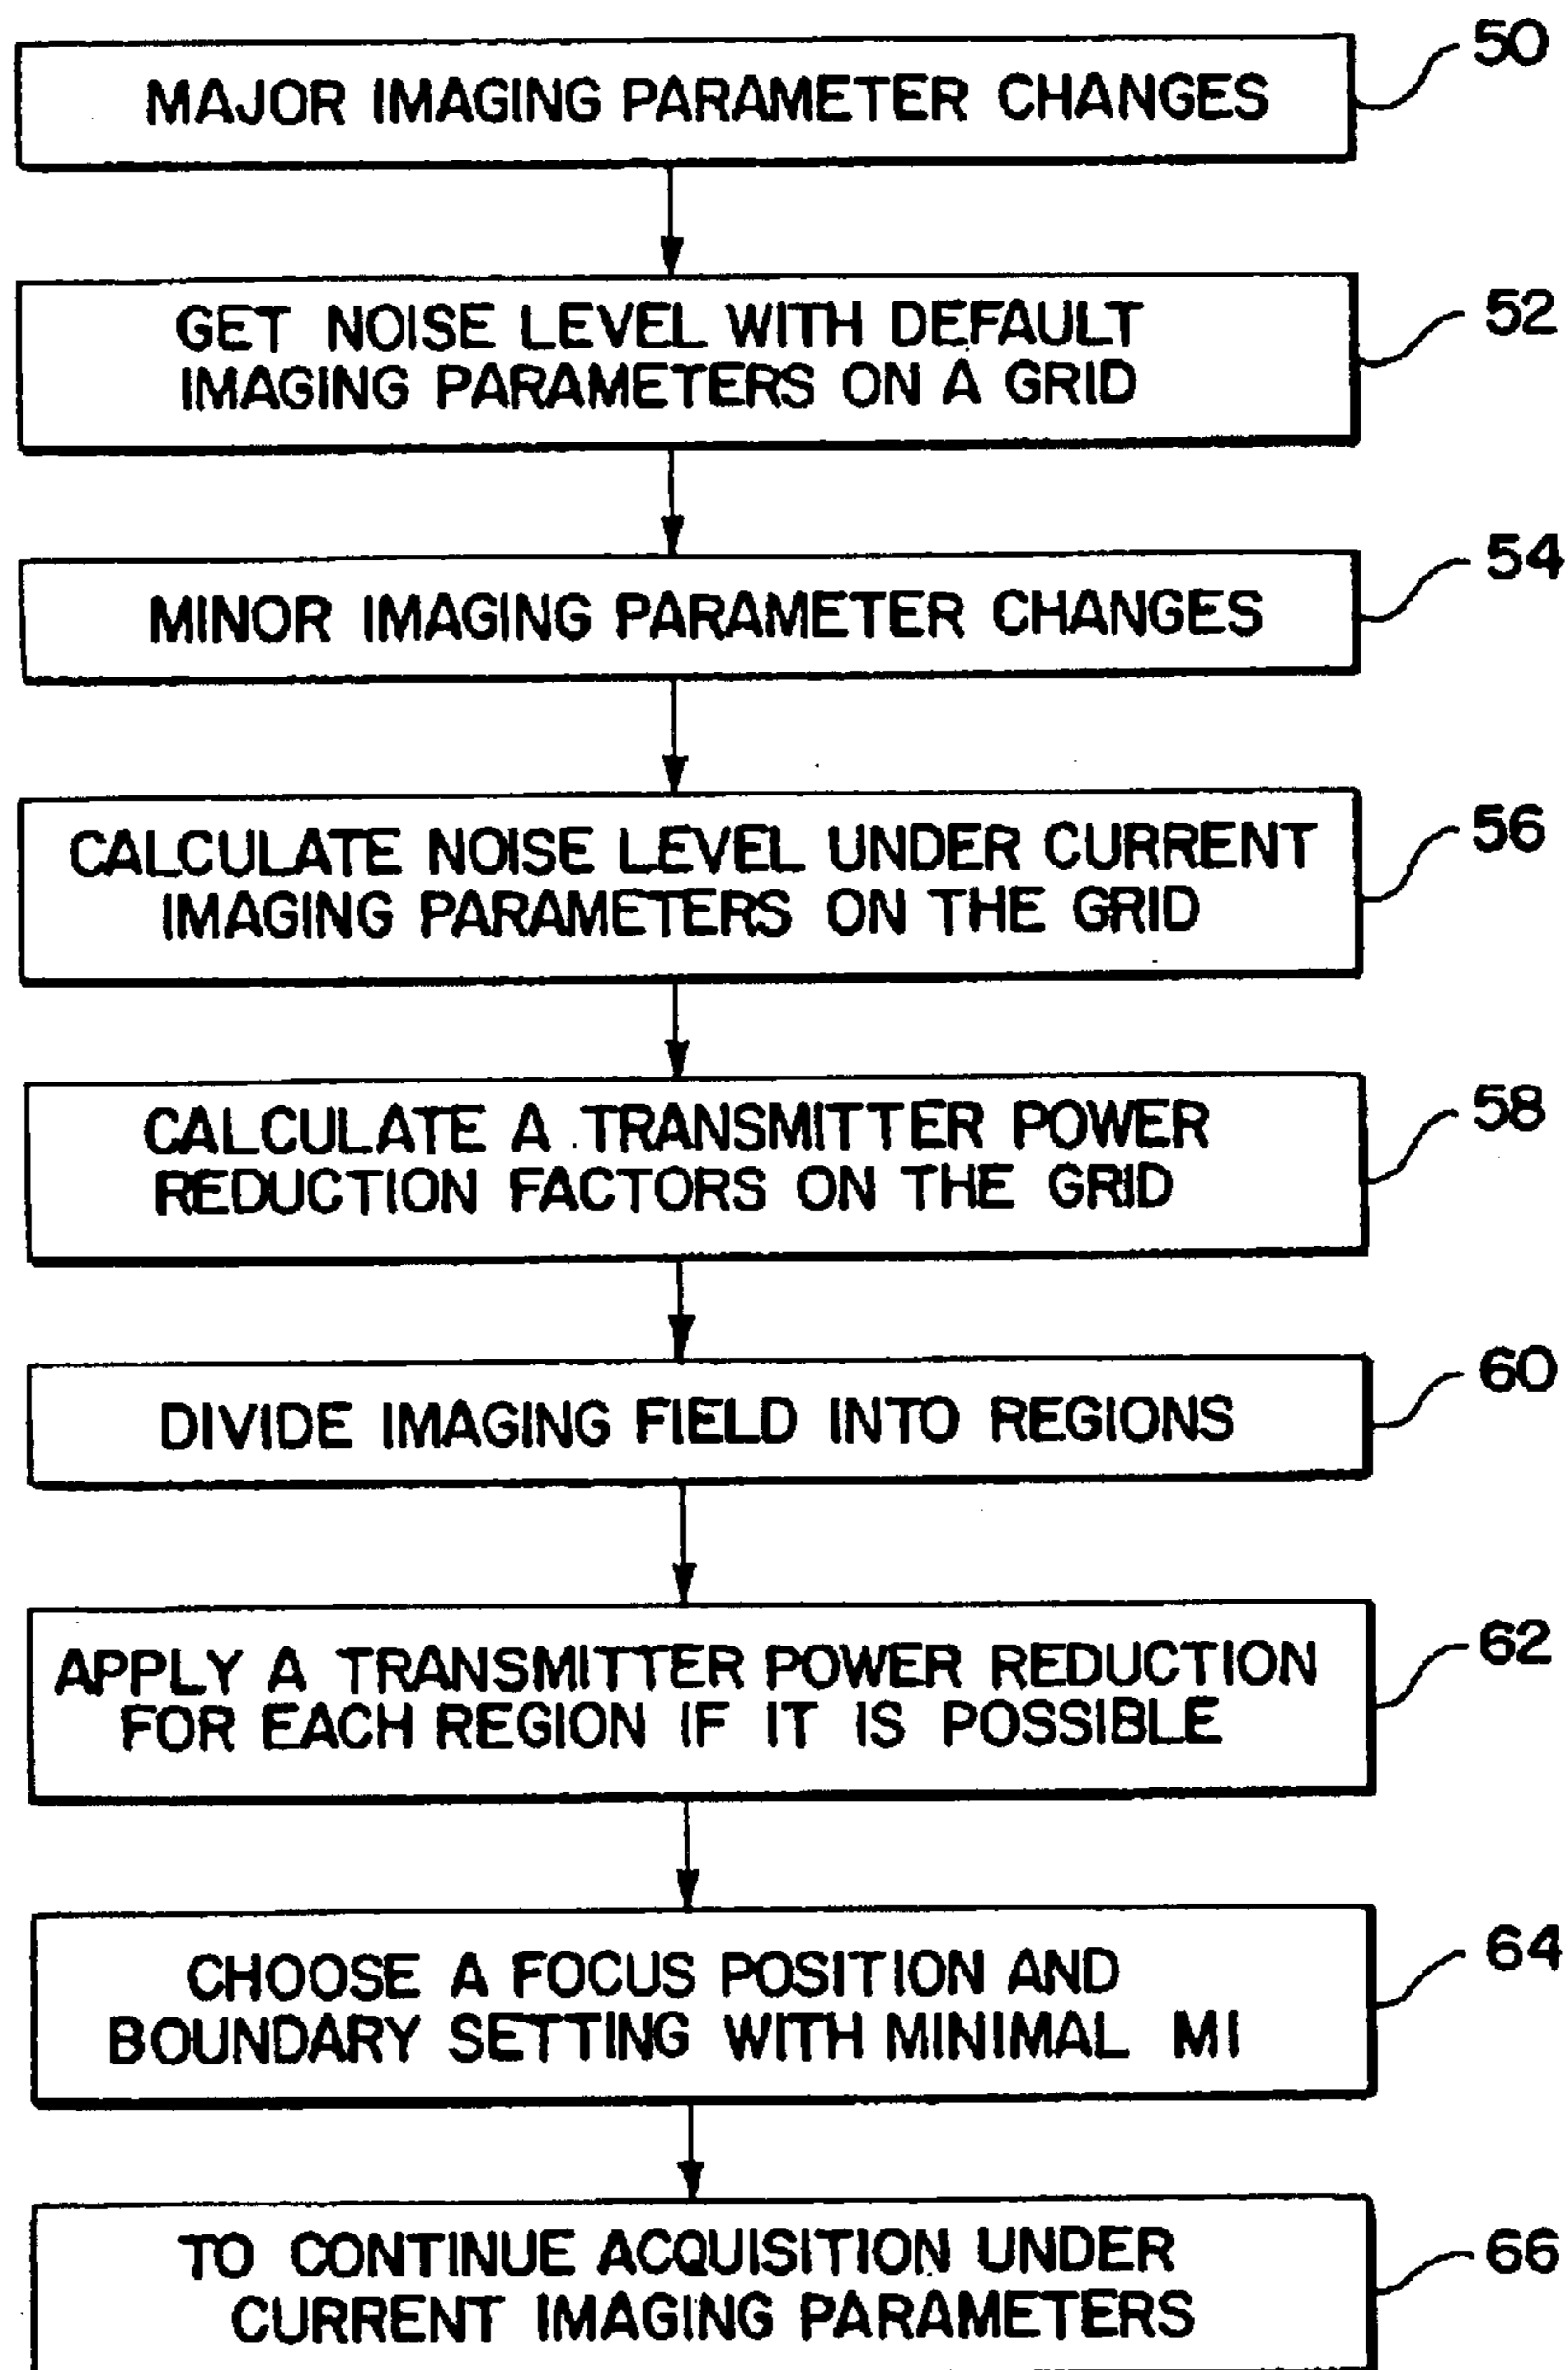 MAJOR IMAGING PARAMETER CHANGES
50
GET NOISE LEVEL WITH DEFAULT
IMAGING PARAMETERS ON A GRID
52
MINOR IMAGING PARAMETER CHANGES
54
CALCULATE NOISE LEVEL UNDER CURRENT
IMAGING PARAMETERS ON THE GRID
56
CALCULATE A TRANSMITTER POWER
REDUCTION FACTORS ON THE GRID
58
DIVIDE IMAGING FIELD INTO REGIONS
60
APPLY A TRANSMITTER POWER REDUCTION
FOR EACH REGION IF IT IS POSSIBLE
62
CHOOSE A FOCUS POSITION AND
BOUNDARY SETTING WITH MINIMAL MI
64
TO CONTINUE ACQUISITION UNDER
CURRENT IMAGING PARAMETERS
66